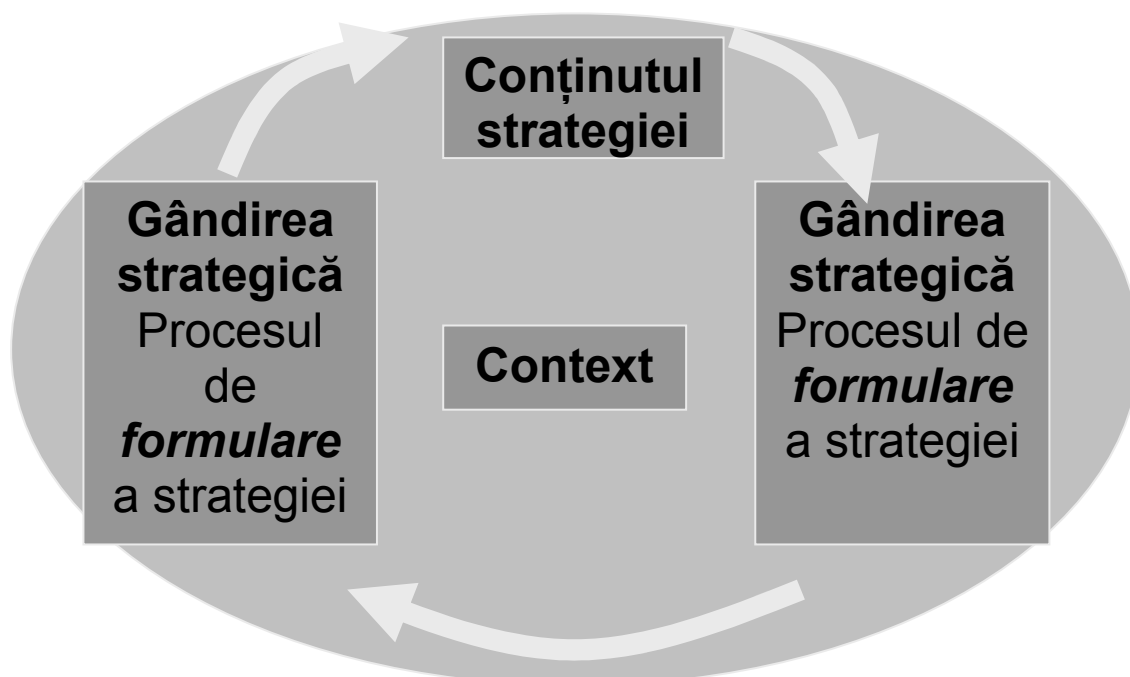 Conținutul
strategiei
Gândirea
strategică
Procesul
de
formulare
a strategiei
Context
Gândirea
strategică
Procesul de
formulare
a strategiei